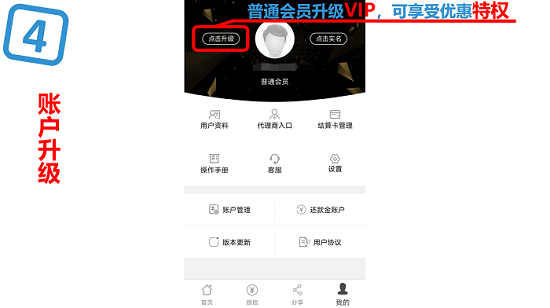 普通会员升级VIP，可享受优惠特权
4
账户升级
点击升级
点击实名
普通会员
用户资料 代理商入口 结算卡管理
操作手册 客服 设置
账户管理 还款金账户
版本更新 用户协议
首页 授信 分享 我的